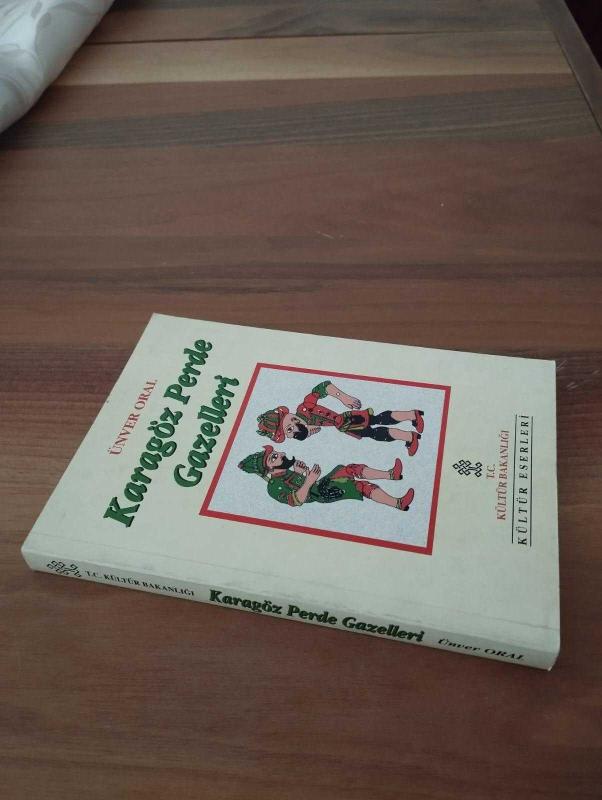 ÜNVER ORAL
Karagöz Perde
Gazelleri
T.C.
KÜLTÜR BAKANLIĞI
KÜLTÜR ESERLERİ
T.C. KÜLTÜR BAKANLIĞI Karagöz Perde Gazelleri Ünver ORAL